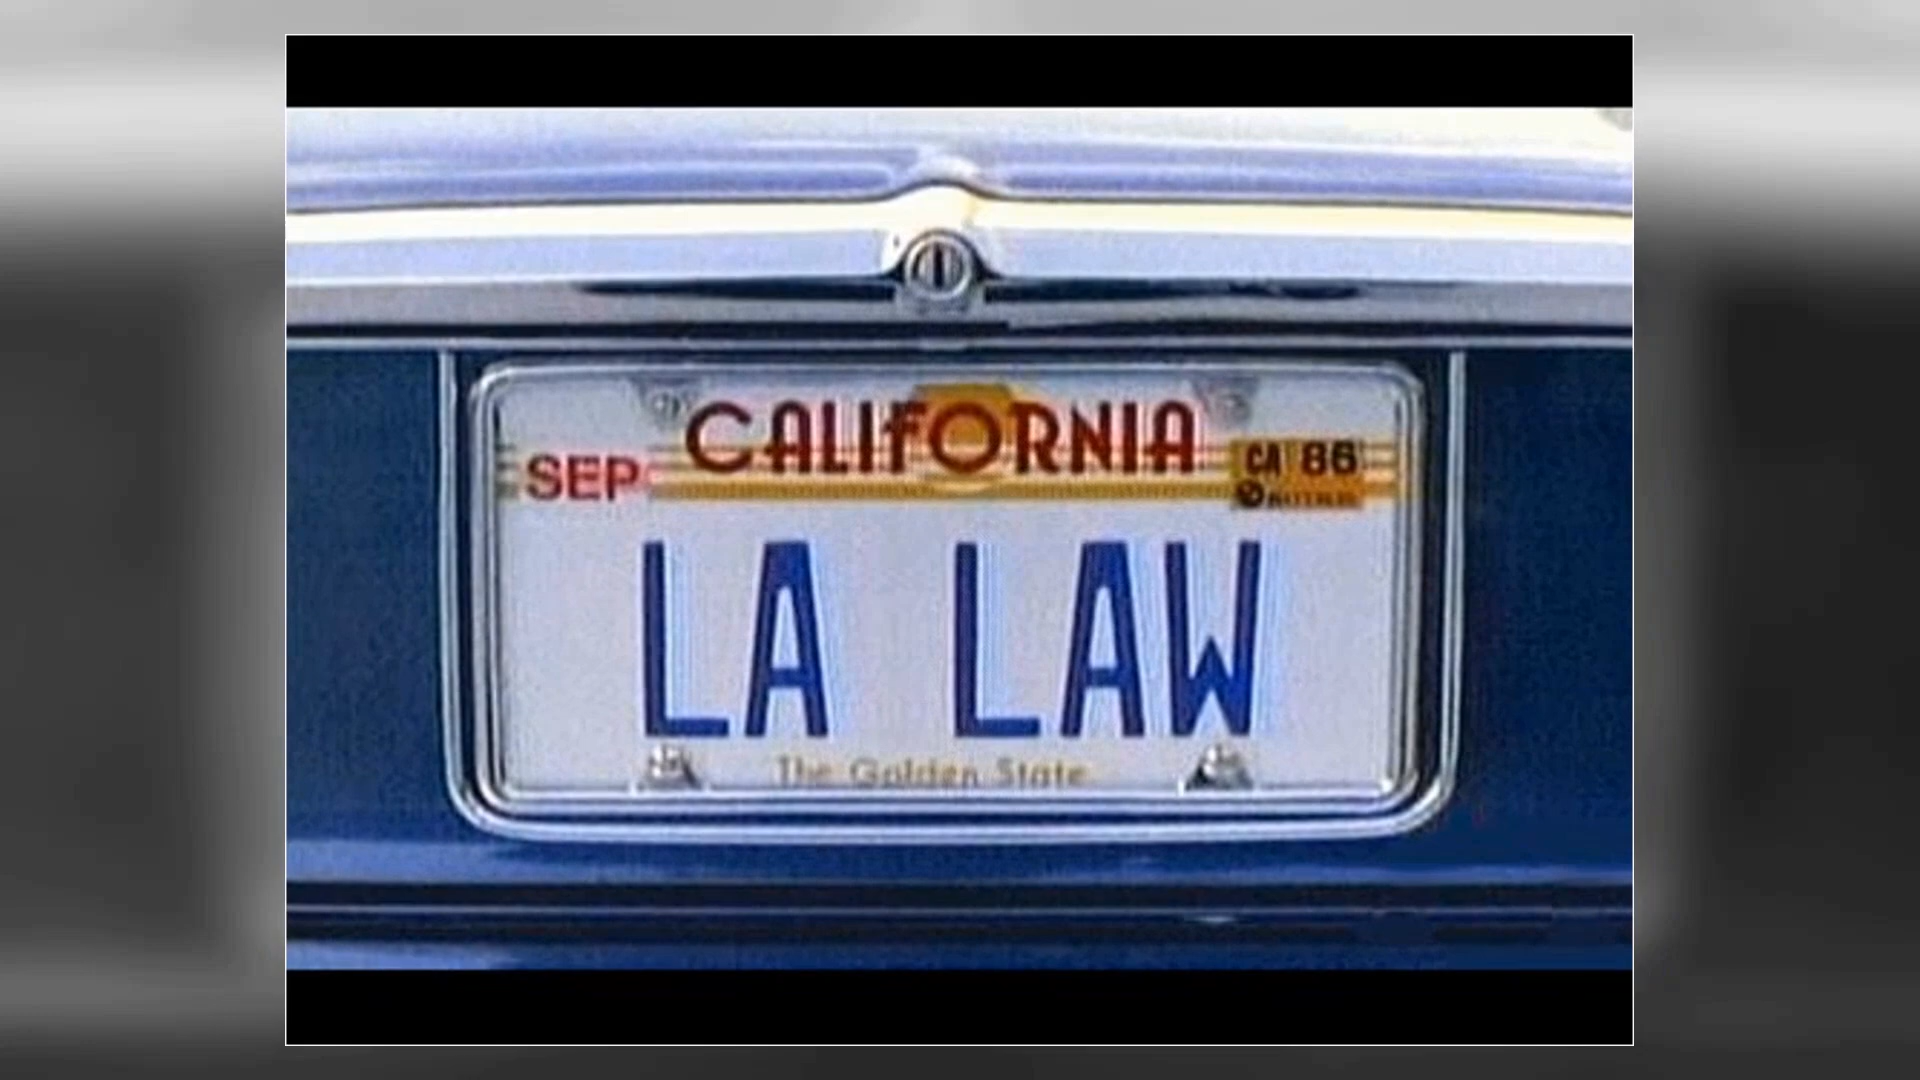 CALIFORNIA
SEP
CA 86
LA LAW
The Golden State